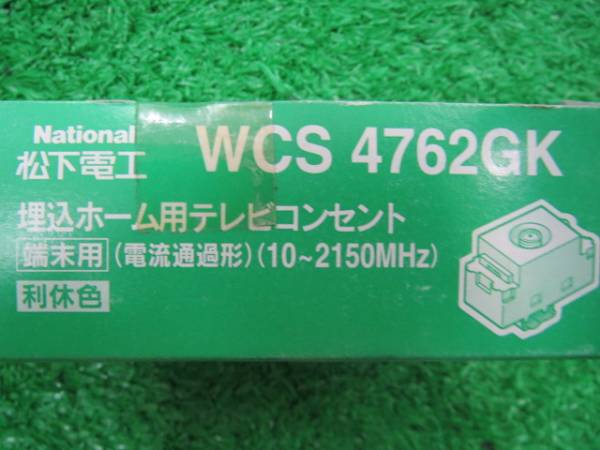 National
松下電工
WCS 4762GK
埋込ホーム用テレビコンセント
端末用 (電流通過形) (10~2150MHz)
利休色